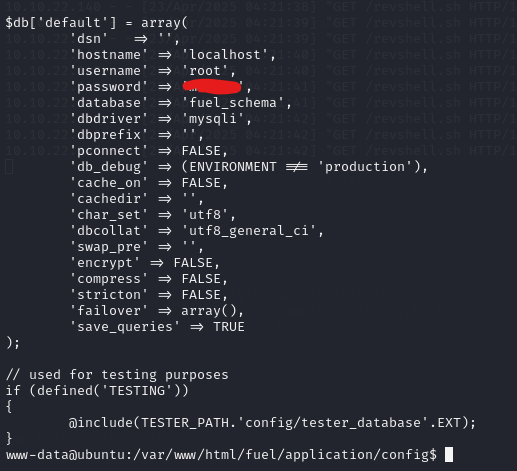 $db['default'] = array(
'dsn' => '',
'hostname' => 'localhost',
'username' => 'root',
'password' => '
'database' => 'fuel_schema',
'dbdriver' => 'mysqli',
'dbprefix' => '',
'pconnect' => FALSE,
'db_debug' => (ENVIRONMENT !== 'production'),
'cache_on' => FALSE,
'cachedir' => '',
'char_set' => 'utf8',
'dbcollat' => 'utf8_general_ci',
'swap_pre' => '',
'encrypt' => FALSE,
'compress' => FALSE,
'stricton' => FALSE,
'failover' => array(),
'save_queries' => TRUE
);
// used for testing purposes
if (defined('TESTING'))
{
@include(TESTER_PATH.'config/tester_database'.EXT);
}
www-data@ubuntu:/var/www/html/fuel/application/config$